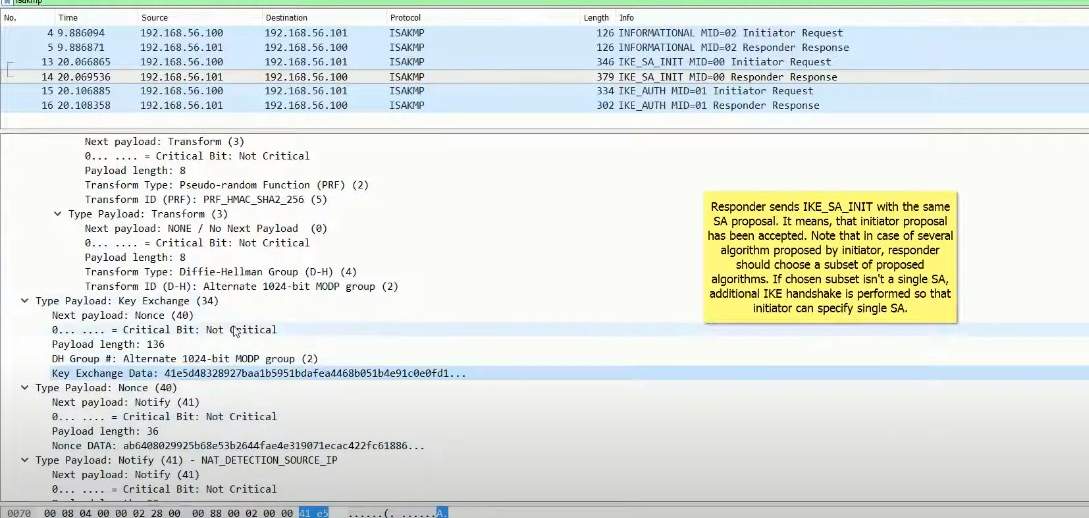 isakmp
No. Time Source Destination Protocol Length Info
4 9.886094 192.168.56.100 192.168.56.101 ISAKMP 126 INFORMATIONAL MID=02 Initiator Request
5 9.886871 192.168.56.101 192.168.56.100 ISAKMP 126 INFORMATIONAL MID=02 Responder Response
13 20.066865 192.168.56.100 192.168.56.101 ISAKMP 346 IKE_SA_INIT MID=00 Initiator Request
14 20.069536 192.168.56.101 192.168.56.100 ISAKMP 379 IKE_SA_INIT MID=00 Responder Response
15 20.106885 192.168.56.100 192.168.56.101 ISAKMP 334 IKE_AUTH MID=01 Initiator Request
16 20.108358 192.168.56.101 192.168.56.100 ISAKMP 302 IKE_AUTH MID=01 Responder Response
Next payload: Transform (3)
0... .... = Critical Bit: Not Critical
Payload length: 8
Transform Type: Pseudo-random Function (PRF) (2)
Transform ID (PRF): PRF_HMAC_SHA2_256 (5)
Type Payload: Transform (3)
Next payload: NONE / No Next Payload (0)
0... .... = Critical Bit: Not Critical
Payload length: 8
Transform Type: Diffie-Hellman Group (D-H) (4)
Transform ID (D-H): Alternate 1024-bit MODP group (2)
Type Payload: Key Exchange (34)
Next payload: Nonce (40)
0... .... = Critical Bit: Not Critical
Payload length: 136
DH Group #: Alternate 1024-bit MODP group (2)
Key Exchange Data: 41e5d48328927baa1b5951bdafea4468b051b4e91c0e0fd1...
Type Payload: Nonce (40)
Next payload: Notify (41)
0... .... = Critical Bit: Not Critical
Payload length: 36
Nonce DATA: ab6408029925b68e53b2644fae4e319071ecac422fc61886...
Type Payload: Notify (41) - NAT_DETECTION_SOURCE_IP
Next payload: Notify (41)
0... .... = Critical Bit: Not Critical
Responder sends IKE_SA_INIT with the same
SA proposal. It means, that initiator proposal
has been accepted. Note that in case of several
algorithm proposed by initiator, responder
should choose a subset of proposed
algorithms. If chosen subset isn't a single SA,
additional IKE handshake is performed so that
initiator can specify single SA.
0070 00 08 04 00 00 02 28 00 00 88 00 02 00 00 41 e5 ......(. ......A.